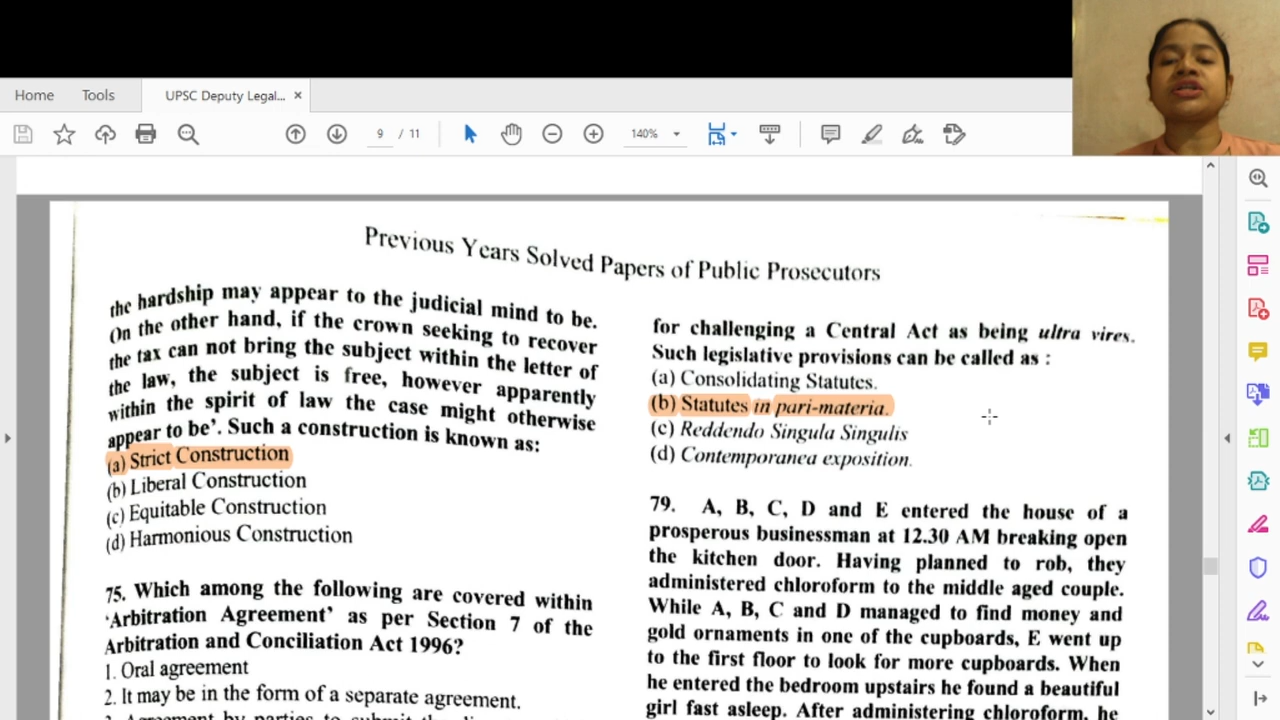 Home
Tools
UPSC Deputy Legal... ×
9 / 11
140%
Previous Years Solved Papers of Public Prosecutors
the hardship may appear to the judicial mind to be.
On the other hand, if the crown seeking to recover
the tax can not bring the subject within the letter of
the law, the subject is free, however apparently
within the spirit of law the case might otherwise
appear to be’. Such a construction is known as:
(a) Strict Construction
(b) Liberal Construction
(c) Equitable Construction
(d) Harmonious Construction
75. Which among the following are covered within
‘Arbitration Agreement’ as per Section 7 of the
Arbitration and Conciliation Act 1996?
1. Oral agreement
2. It may be in the form of a separate agreement.
3. Agreement by parties to submit the
for challenging a Central Act as being ultra vires.
Such legislative provisions can be called as :
(a) Consolidating Statutes.
(b) Statutes in pari-materia.
(c) Reddendo Singula Singulis
(d) Contemporanea exposition.
79. A, B, C, D and E entered the house of a
prosperous businessman at 12.30 AM breaking open
the kitchen door. Having planned to rob, they
administered chloroform to the middle aged couple.
While A, B, C and D managed to find money and
gold ornaments in one of the cupboards, E went up
to the first floor to look for more cupboards. When
he entered the bedroom upstairs he found a beautiful
girl fast asleep. After administering chloroform, he